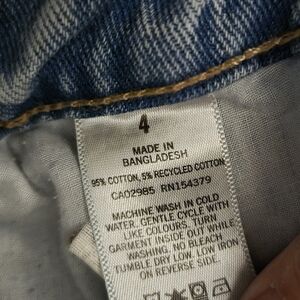 4
MADE IN
BANGLADESH
95% COTTON, 5% RECYCLED COTTON
CA02985 RN154379
MACHINE WASH IN COLD
WATER. GENTLE CYCLE WITH
LIKE COLOURS. TURN
GARMENT INSIDE OUT WHILE
WASHING. NO BLEACH
TUMBLE DRY LOW. LOW IRON
ON REVERSE SIDE.